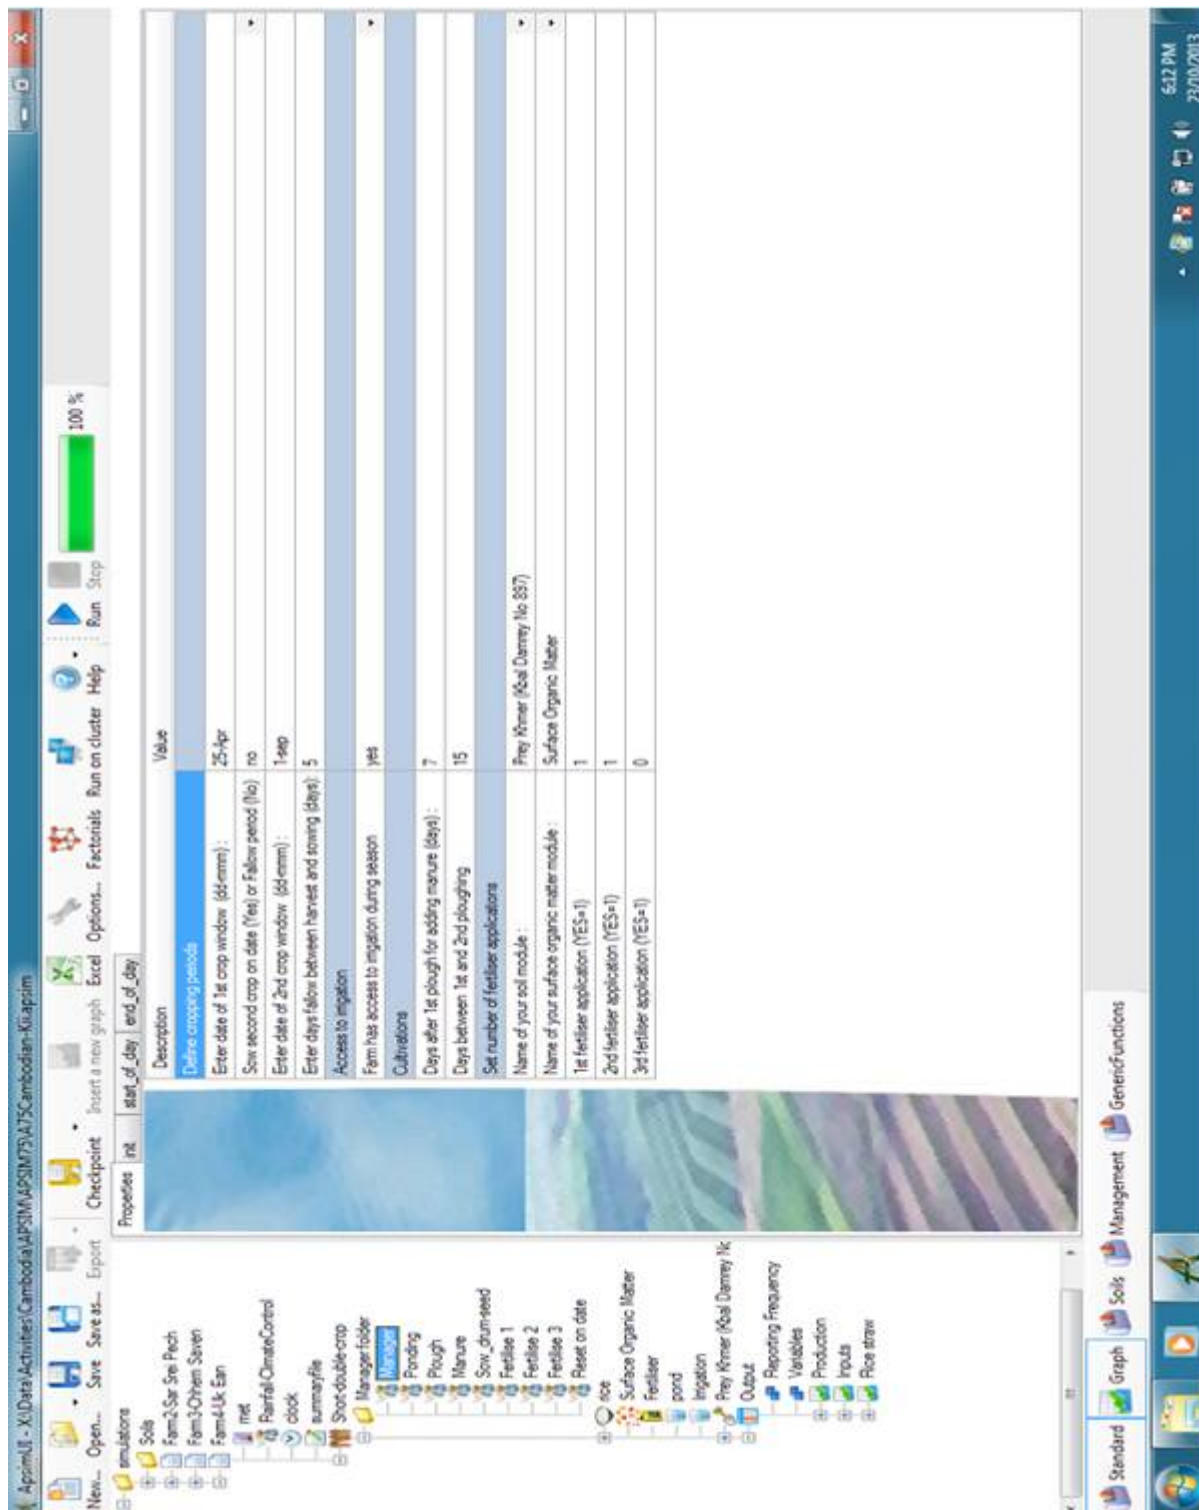 ApsimUI - X:\Data\Activities\Cambodia\APSIM\APSIM75\A75Cambodian-Kii.apsim
New... Open... Save Save as... Export Checkpoint Insert a new graph Excel Options... Factorials Run on cluster Help Run Stop 100 %
simulations
Soils
Fam2-Sar Srei Pech
Fam3-Chhem Saven
Fam4-Uk Ean
met
Rainfall-ClimateControl
clock
summaryfile
Short-double-crop
Manager folder
Manager
Ponding
Plough
Manure
Sow_drum-seed
Fertilise 1
Fertilise 2
Fertilise 3
Reset on date
rice
Surface Organic Matter
Fertiliser
pond
Irrigation
Prey Khmer (Kbal Damrey No
Output
Reporting Frequency
Variables
Production
Inputs
Rice straw
Properties init start_of_day end_of_day
Description Value
Define cropping periods
Enter date of 1st crop window (dd-mmm) : 25-Apr
Sow second crop on date (Yes) or Fallow period (No) no
Enter date of 2nd crop window (dd-mmm) : 1-sep
Enter days fallow between harvest and sowing (days): 5
Access to irrigation
Farm has access to irrigation during season yes
Cultivations
Days after 1st plough for adding manure (days) : 7
Days between 1st and 2nd ploughing 15
Set number of fertiliser applications
Name of your soil module : Prey Khmer (Kbal Damrey No 897)
Name of your surface organic matter module : Surface Organic Matter
1st fertiliser application (YES=1) 1
2nd fertiliser application (YES=1) 1
3rd fertiliser application (YES=1) 0
Standard Graph Soils Management GenericFunctions
6:12 PM
23/10/2013